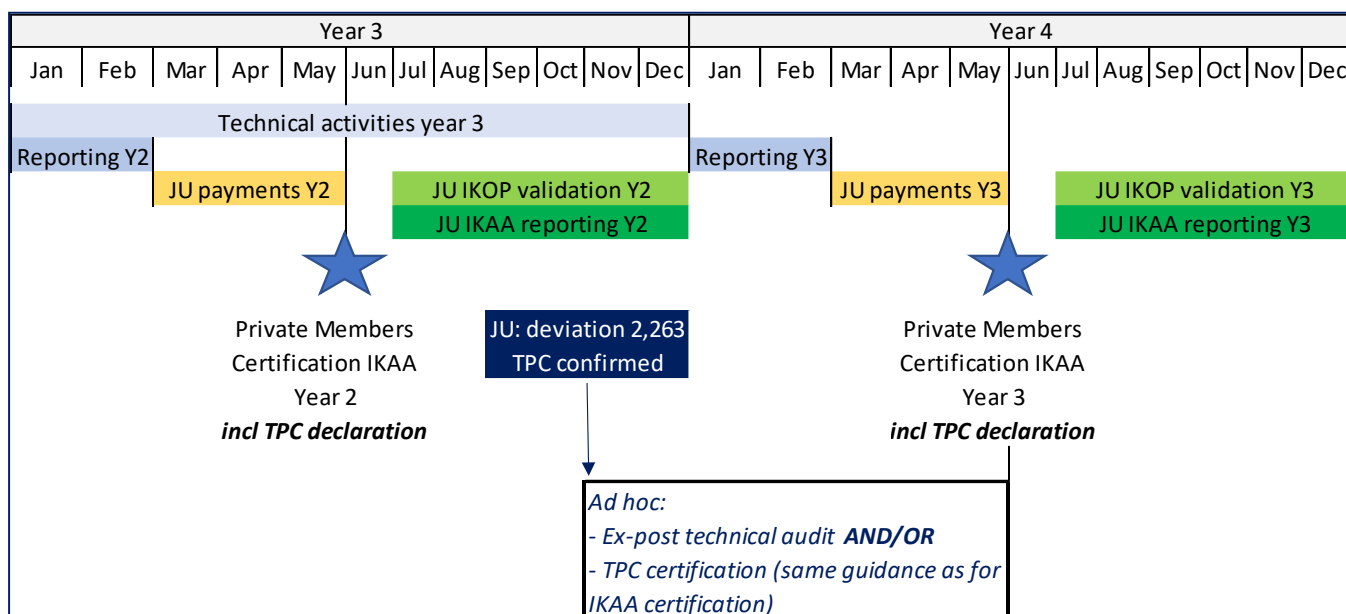 Year 3 Year 4
Jan Feb Mar Apr May Jun Jul Aug Sep Oct Nov Dec Jan Feb Mar Apr May Jun Jul Aug Sep Oct Nov Dec
Technical activities year 3
Reporting Y2 Reporting Y3
JU payments Y2 JU IKOP validation Y2 JU payments Y3 JU IKOP validation Y3
JU IKAA reporting Y2 JU IKAA reporting Y3
Private Members
Certification IKAA
Year 2
incl TPC declaration
JU: deviation 2,263
TPC confirmed
Private Members
Certification IKAA
Year 3
incl TPC declaration
Ad hoc:
- Ex-post technical audit AND/OR
- TPC certification (same guidance as for
IKAA certification)